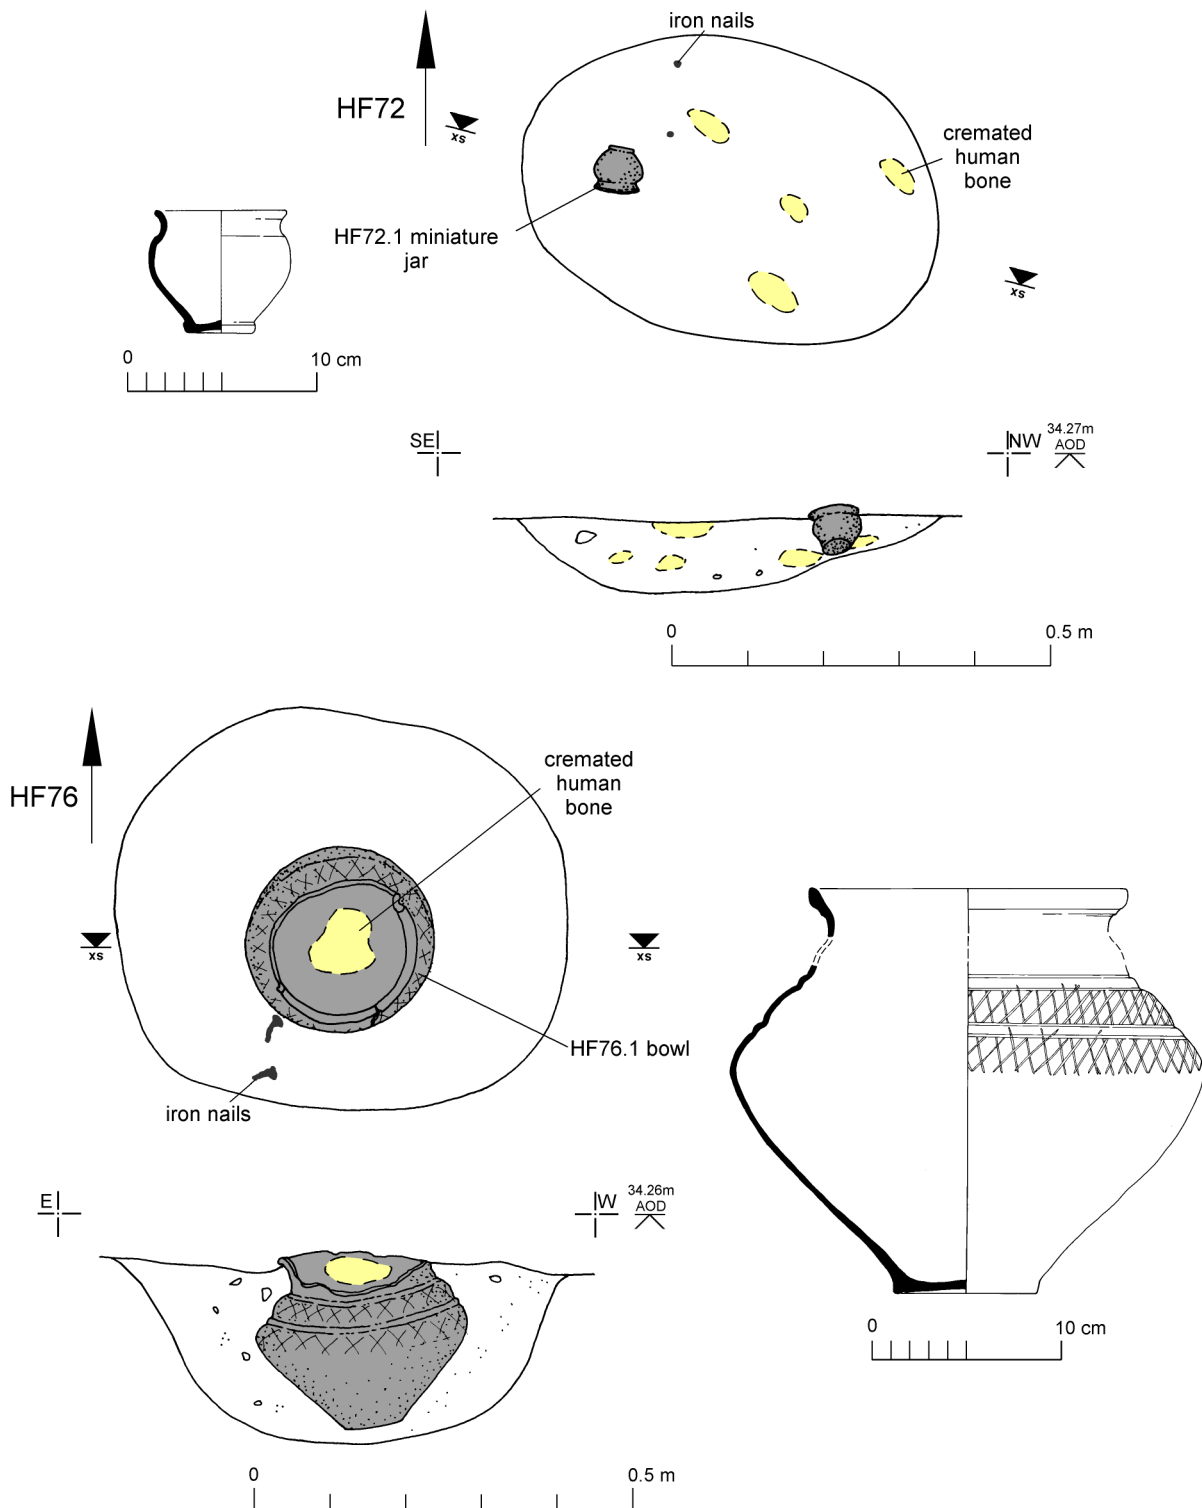 iron nails
HF72
xs
cremated
human
bone
HF72.1 miniature
jar
xs
0 10 cm
SE NW 34.27m
AOD
0 0.5 m
cremated
human
bone
HF76
xs xs
HF76.1 bowl
iron nails
E W 34.26m
AOD
0 10 cm
0 0.5 m